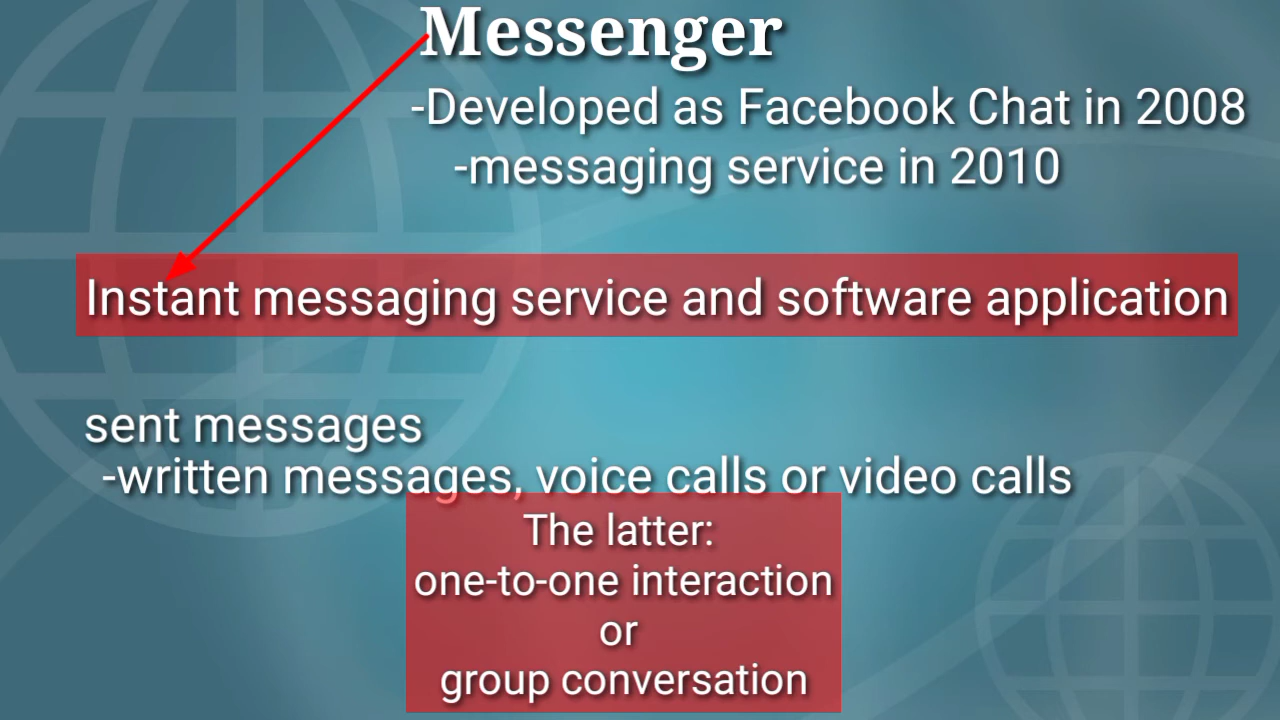 Messenger
-Developed as Facebook Chat in 2008
-messaging service in 2010
Instant messaging service and software application
sent messages
-written messages, voice calls or video calls
The latter:
one-to-one interaction
or
group conversation